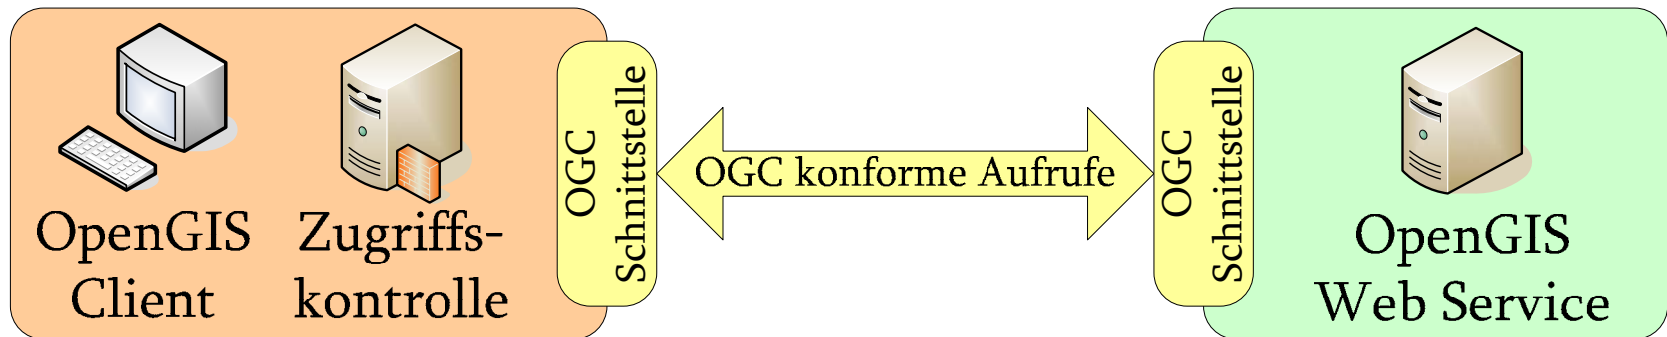 OpenGIS
Client
Zugriffs-
kontrolle
OGC
Schnittstelle
OGC konforme Aufrufe
OGC
Schnittstelle
OpenGIS
Web Service